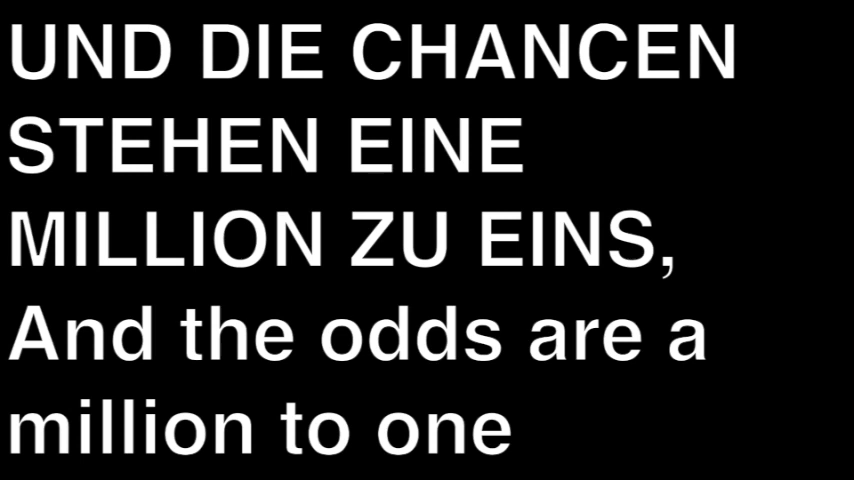 UND DIE CHANCEN
STEHEN EINE
MILLION ZU EINS,
And the odds are a
million to one